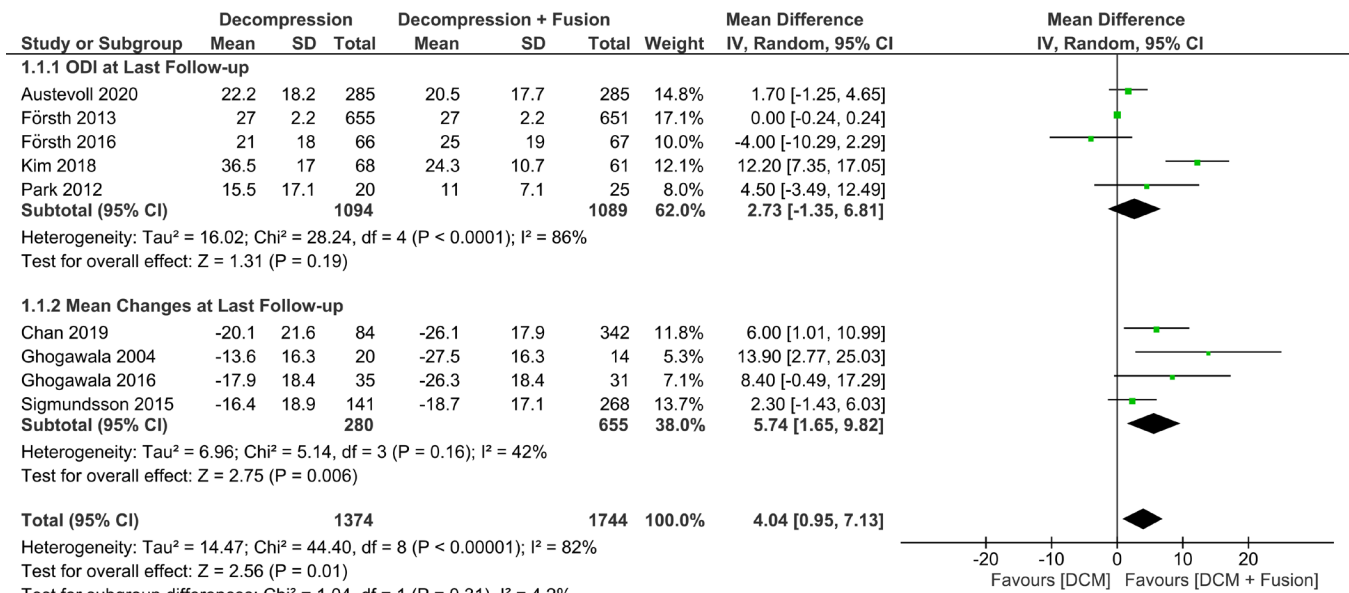 Decompression Decompression + Fusion Mean Difference Mean Difference
Study or Subgroup Mean SD Total Mean SD Total Weight IV, Random, 95% CI IV, Random, 95% CI
1.1.1 ODI at Last Follow-up
Austevoll 2020 22.2 18.2 285 20.5 17.7 285 14.8% 1.70 [-1.25, 4.65]
Försth 2013 27 2.2 655 27 2.2 651 17.1% 0.00 [-0.24, 0.24]
Försth 2016 21 18 66 25 19 67 10.0% -4.00 [-10.29, 2.29]
Kim 2018 36.5 17 68 24.3 10.7 61 12.1% 12.20 [7.35, 17.05]
Park 2012 15.5 17.1 20 11 7.1 25 8.0% 4.50 [-3.49, 12.49]
Subtotal (95% CI) 1094 1089 62.0% 2.73 [-1.35, 6.81]
Heterogeneity: Tau² = 16.02; Chi² = 28.24, df = 4 (P < 0.0001); I² = 86%
Test for overall effect: Z = 1.31 (P = 0.19)
1.1.2 Mean Changes at Last Follow-up
Chan 2019 -20.1 21.6 84 -26.1 17.9 342 11.8% 6.00 [1.01, 10.99]
Ghogawala 2004 -13.6 16.3 20 -27.5 16.3 14 5.3% 13.90 [2.77, 25.03]
Ghogawala 2016 -17.9 18.4 35 -26.3 18.4 31 7.1% 8.40 [-0.49, 17.29]
Sigmundsson 2015 -16.4 18.9 141 -18.7 17.1 268 13.7% 2.30 [-1.43, 6.03]
Subtotal (95% CI) 280 655 38.0% 5.74 [1.65, 9.82]
Heterogeneity: Tau² = 6.96; Chi² = 5.14, df = 3 (P = 0.16); I² = 42%
Test for overall effect: Z = 2.75 (P = 0.006)
Total (95% CI) 1374 1744 100.0% 4.04 [0.95, 7.13]
Heterogeneity: Tau² = 14.47; Chi² = 44.40, df = 8 (P < 0.00001); I² = 82%
-20 -10 0 10 20
Test for overall effect: Z = 2.56 (P = 0.01)
Favours [DCM] Favours [DCM + Fusion]
Test for subgroup differences: Chi² = 1.04, df = 1 (P = 0.31), I² = 4.2%